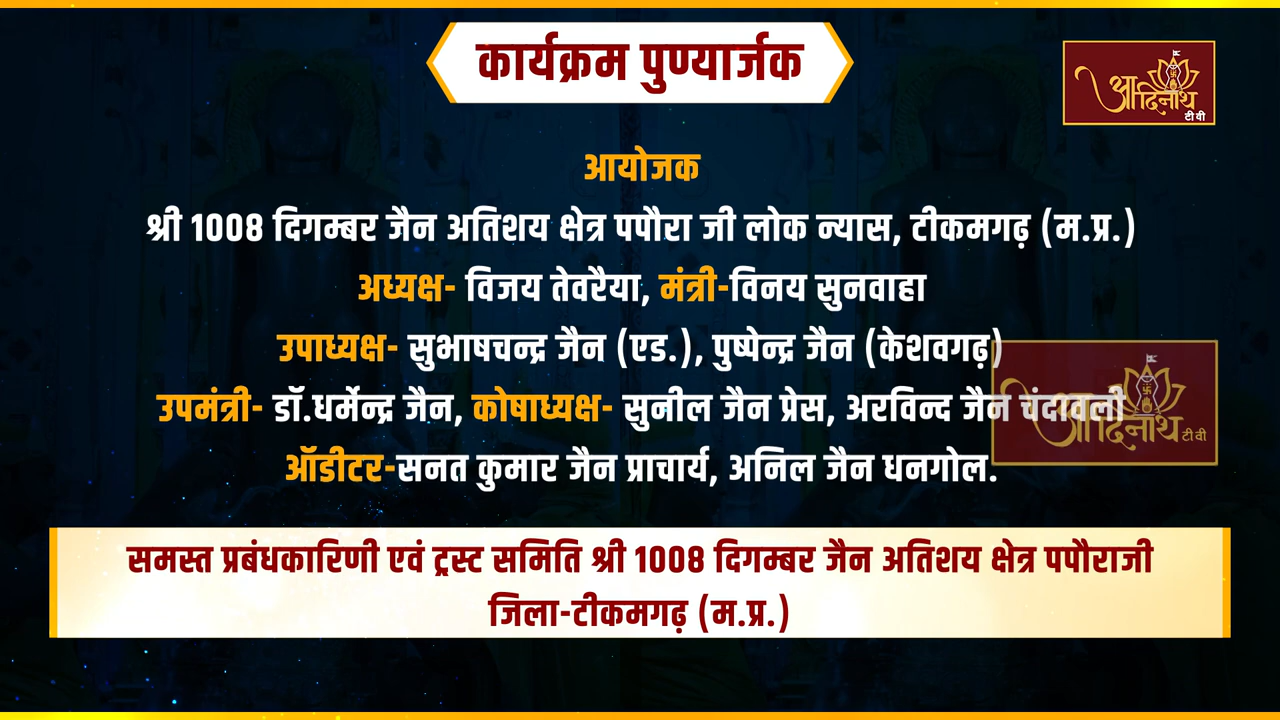 कार्यक्रम पुण्यार्जक
आदिनाथ
टी वी
आयोजक
श्री 1008 दिगम्बर जैन अतिशय क्षेत्र पपौरा जी लोक न्यास, टीकमगढ़ (म.प्र.)
अध्यक्ष- विजय तेवरैया, मंत्री-विनय सुनवाहा
उपाध्यक्ष- सुभाषचन्द्र जैन (एड.), पुष्पेन्द्र जैन (केशवगढ़)
उपमंत्री- डॉ.धर्मेन्द्र जैन, कोषाध्यक्ष- सुनील जैन प्रेस, अरविन्द जैन चंदावली
आदिनाथ टी वी
ऑडीटर-सनत कुमार जैन प्राचार्य, अनिल जैन धनगोल.
समस्त प्रबंधकारिणी एवं ट्रस्ट समिति श्री 1008 दिगम्बर जैन अतिशय क्षेत्र पपौराजी
जिला-टीकमगढ़ (म.प्र.)